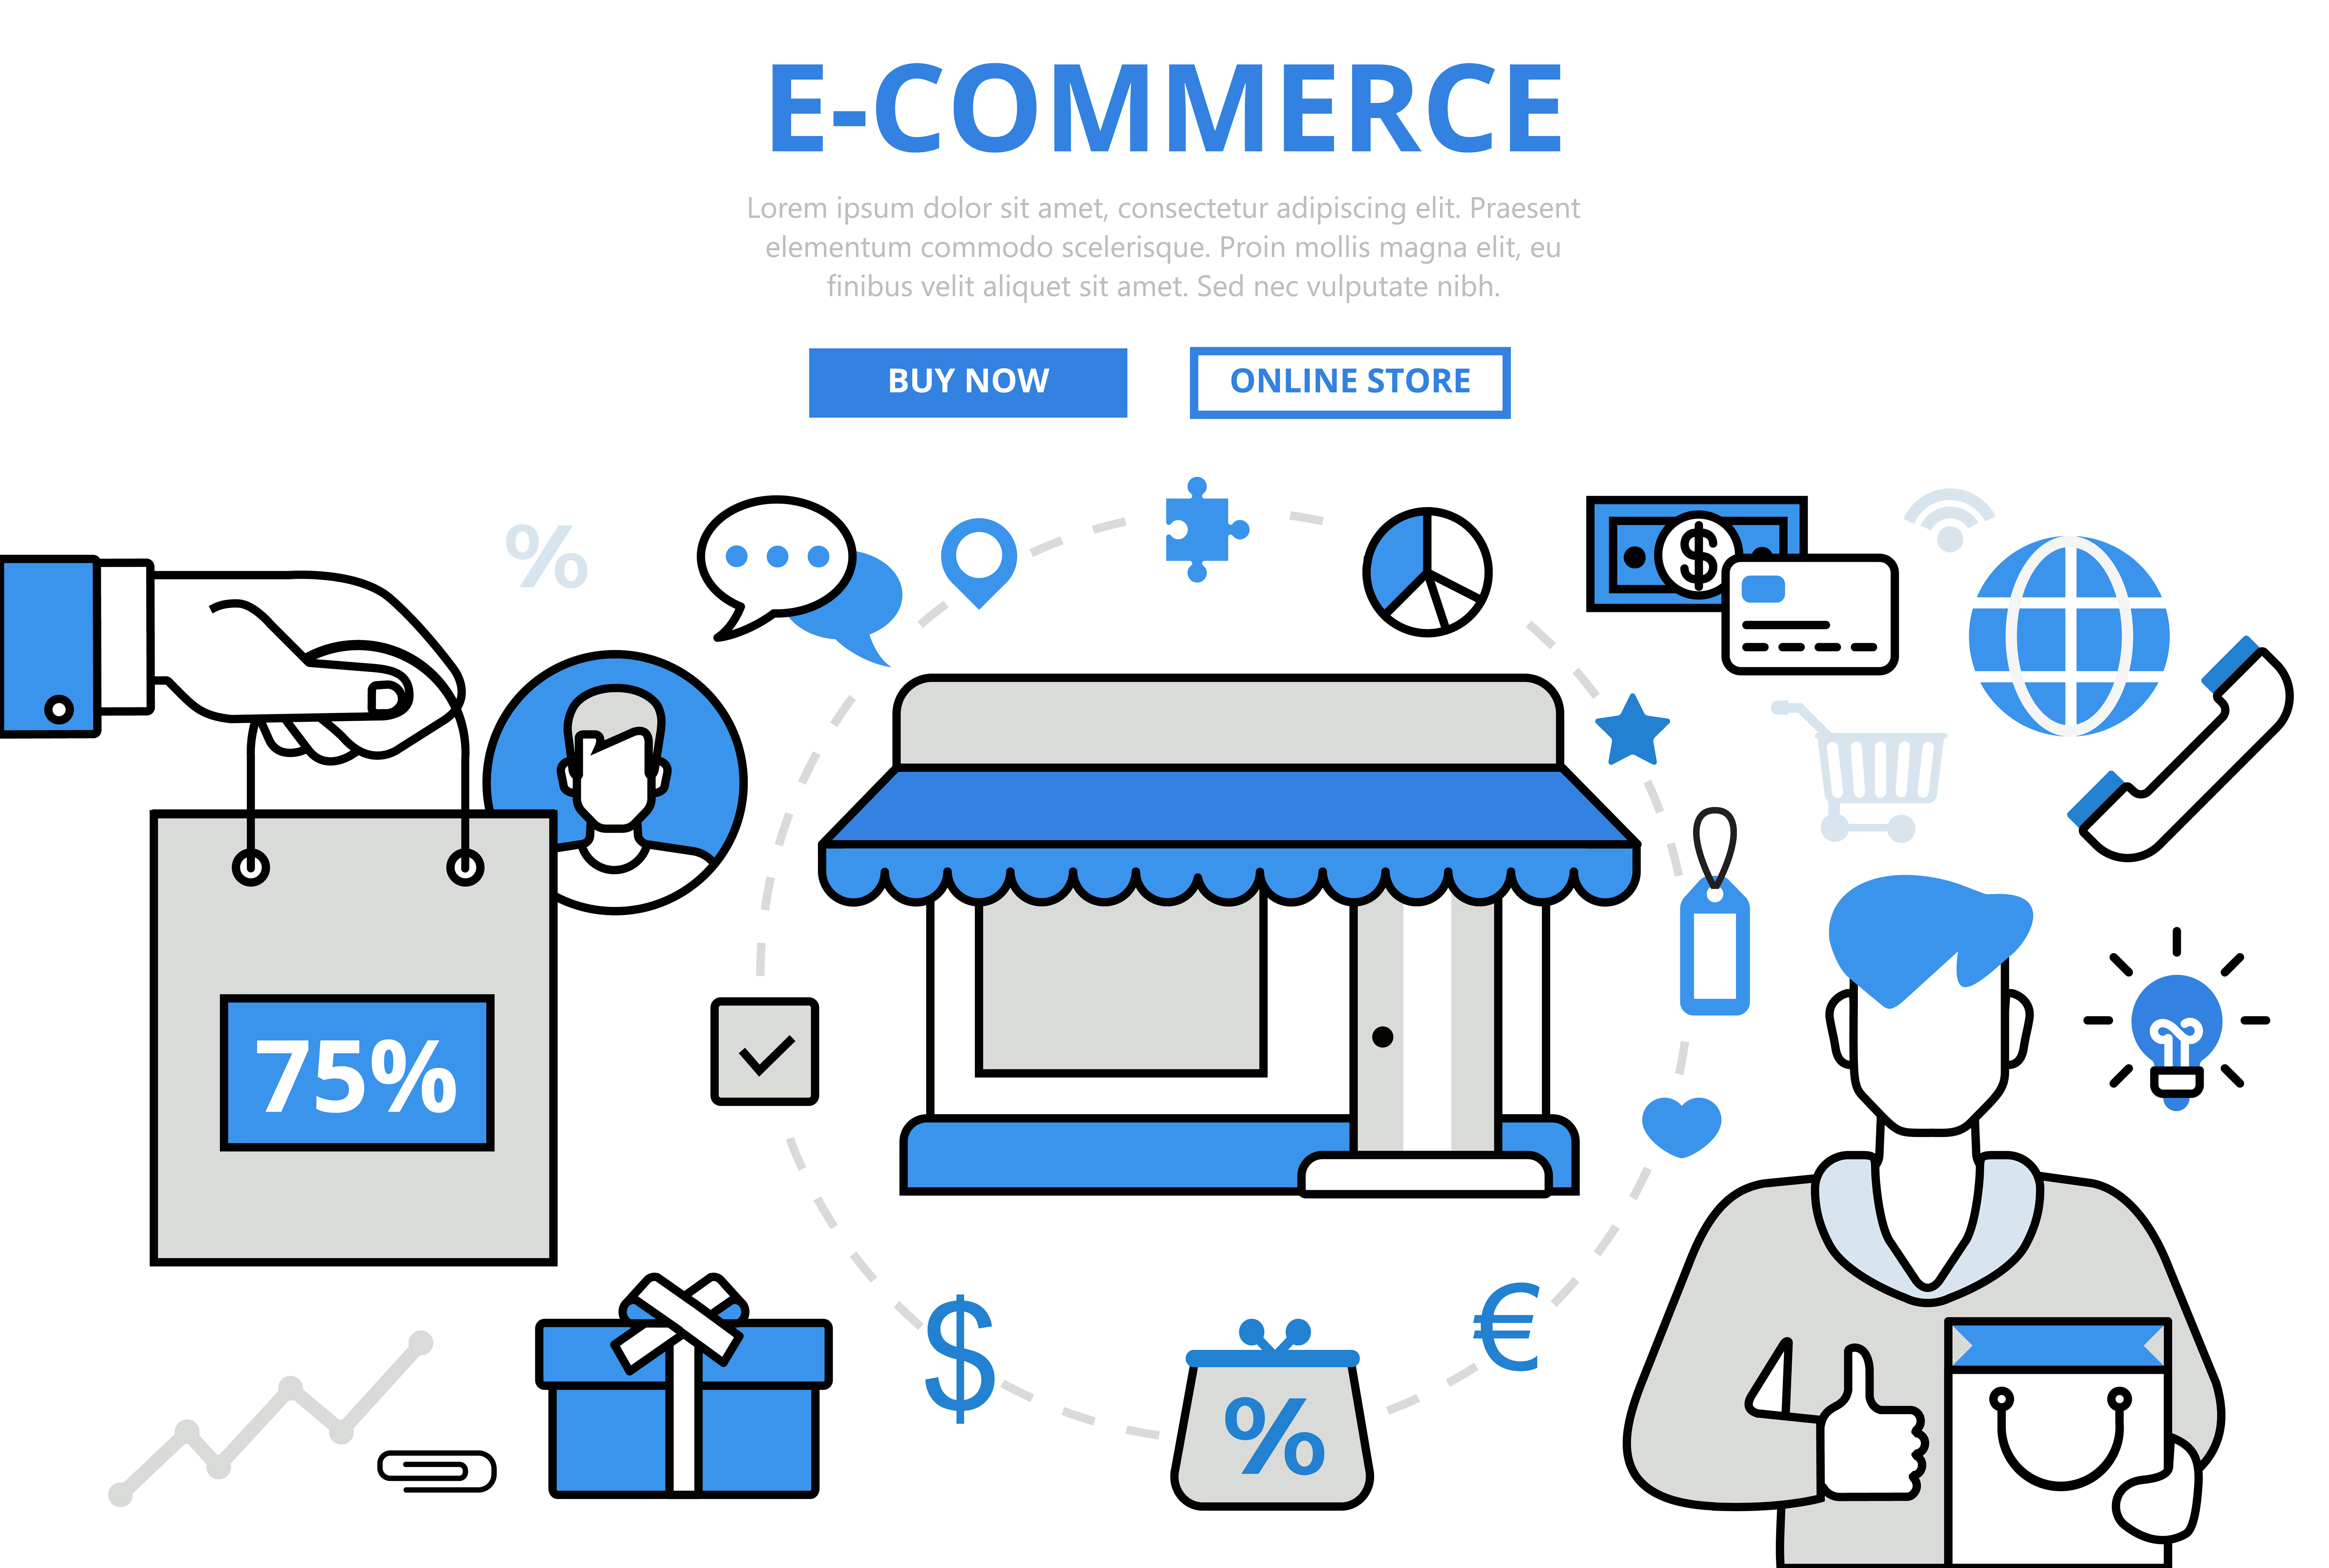 E-COMMERCE
Lorem ipsum dolor sit amet, consectetur adipiscing elit. Praesent
elementum commodo scelerisque. Proin mollis magna elit, eu
finibus velit aliquet sit amet. Sed nec vulputate nibh.
BUY NOW
ONLINE STORE
%
$
75%
$
€
%